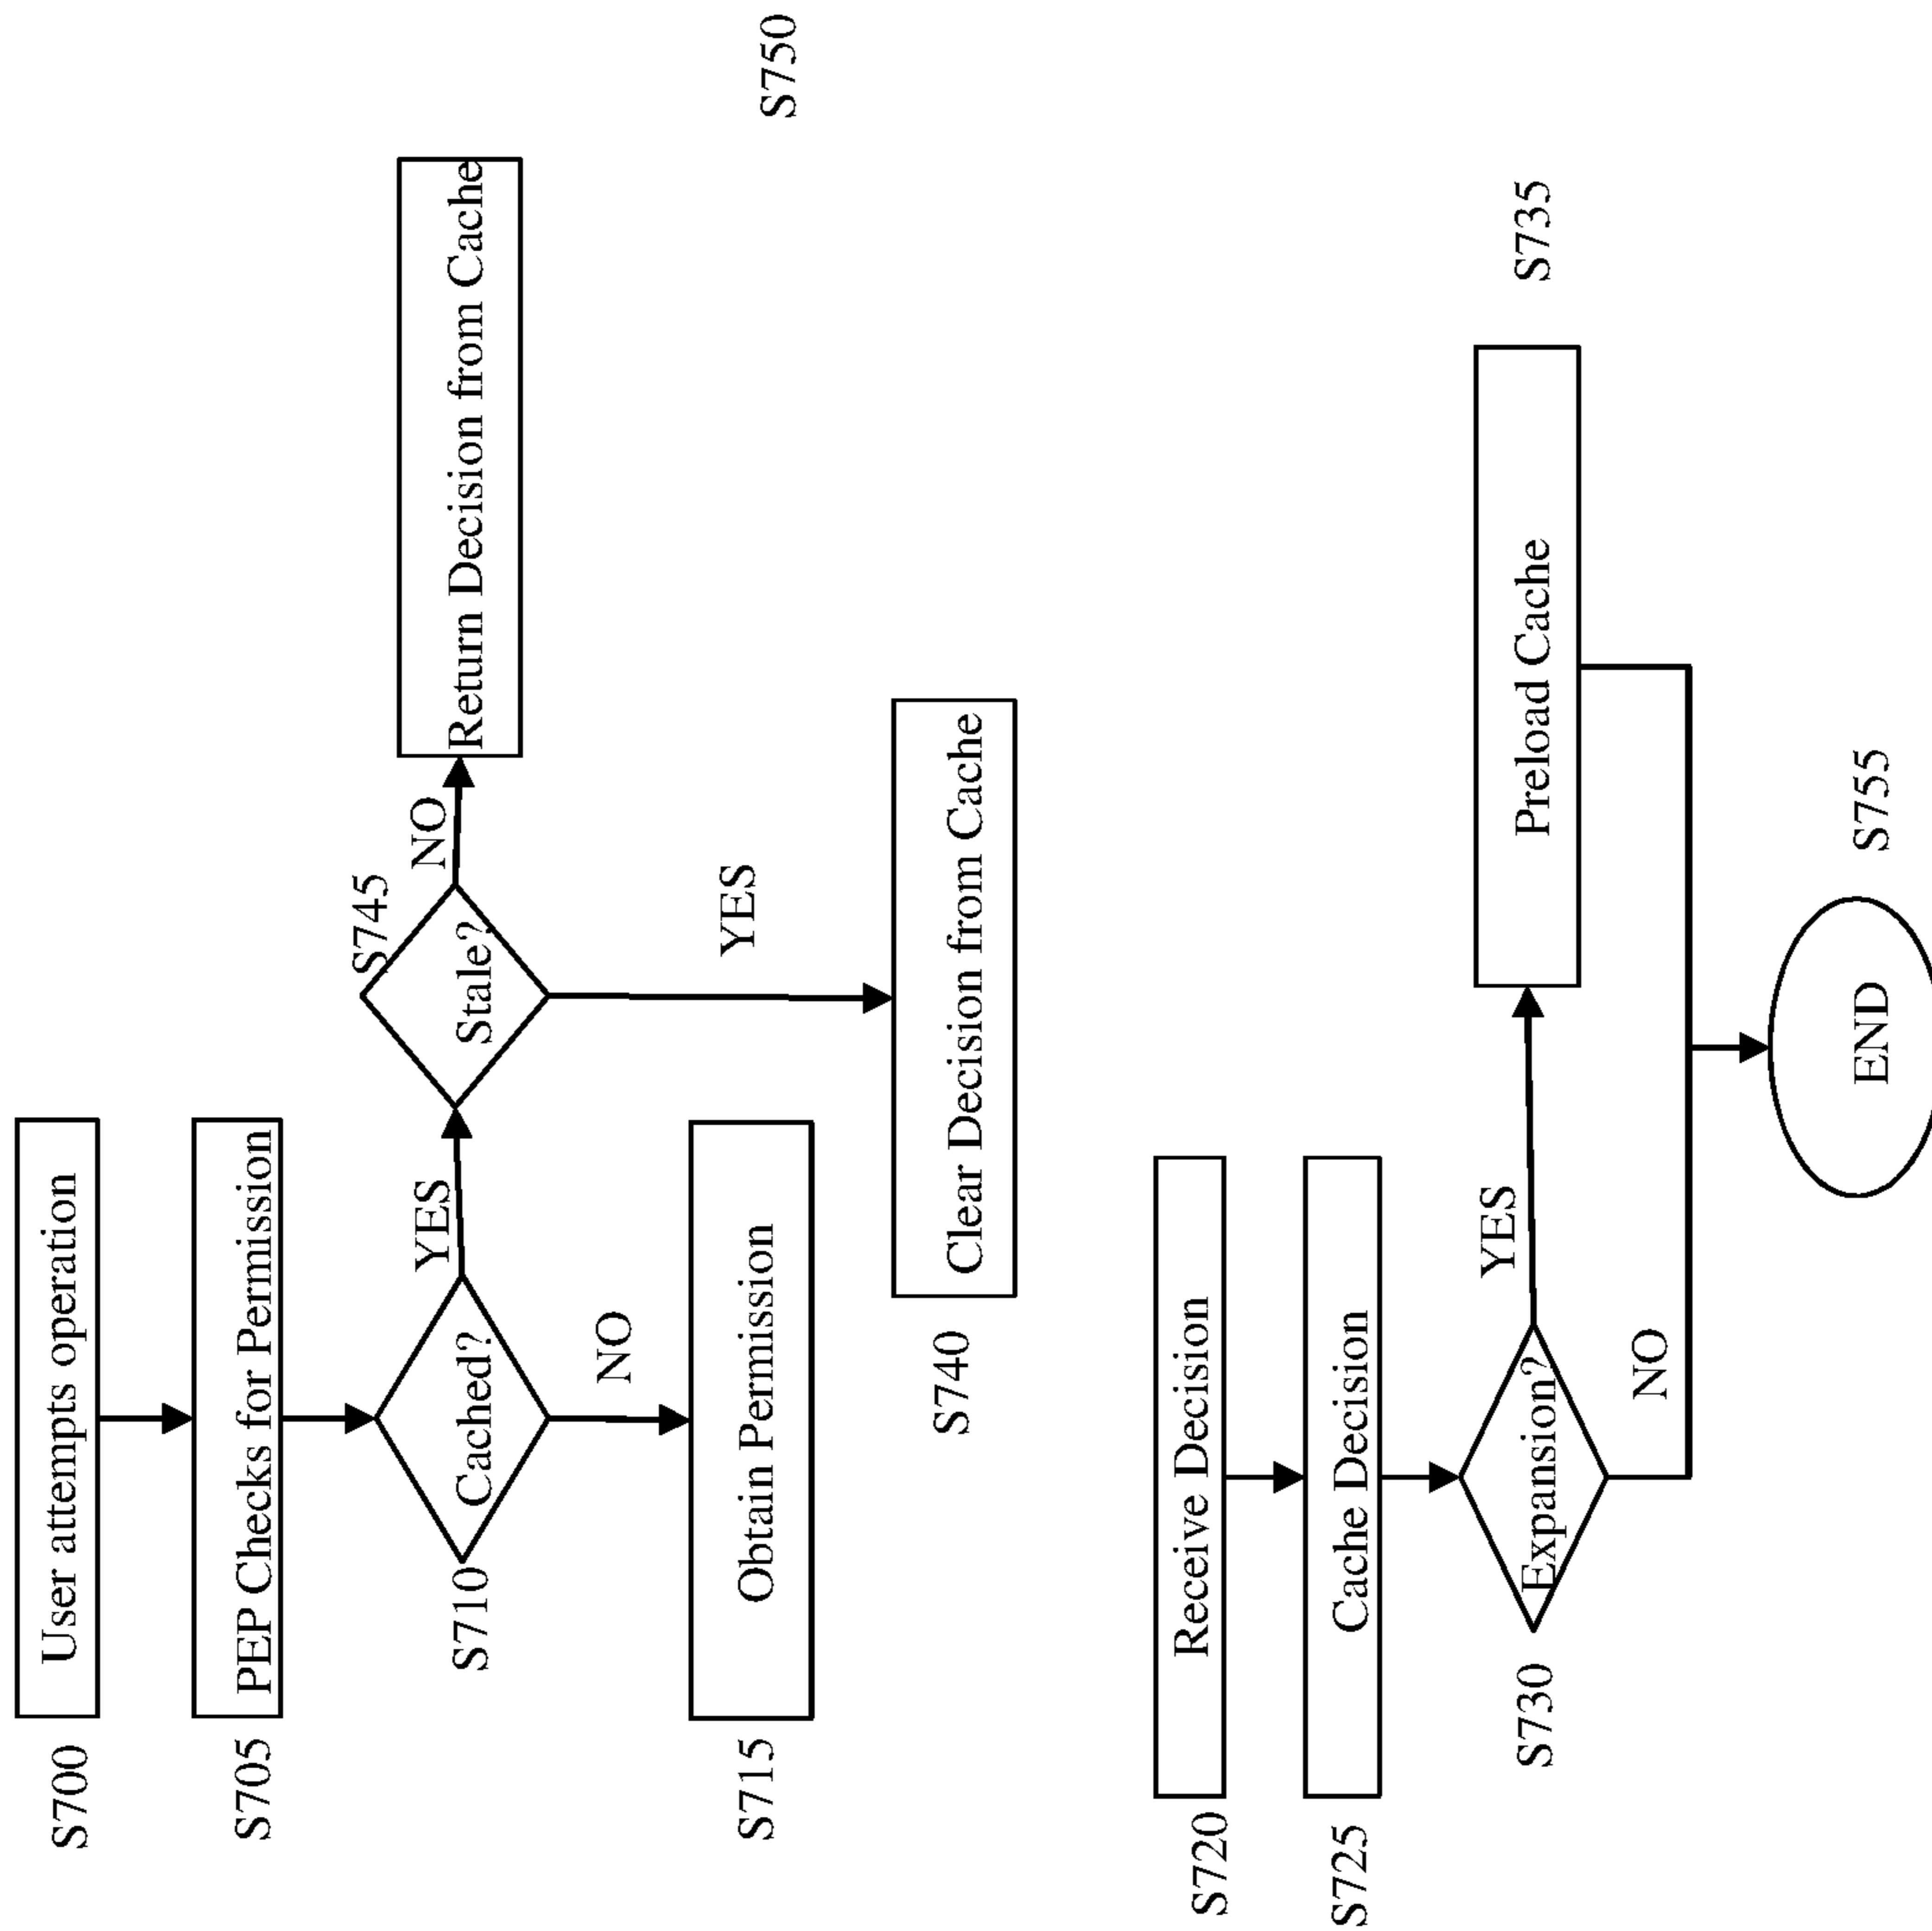 S700
User attempts operation
S705
PEP Checks for Permission
S710
Cached?
YES
S745
Stale?
NO
Return Decision from Cache
S750
NO
S715
Obtain Permission
YES
S740
Clear Decision from Cache
S720
Receive Decision
S725
Cache Decision
S730
Expansion?
YES
Preload Cache
S735
NO
END
S755